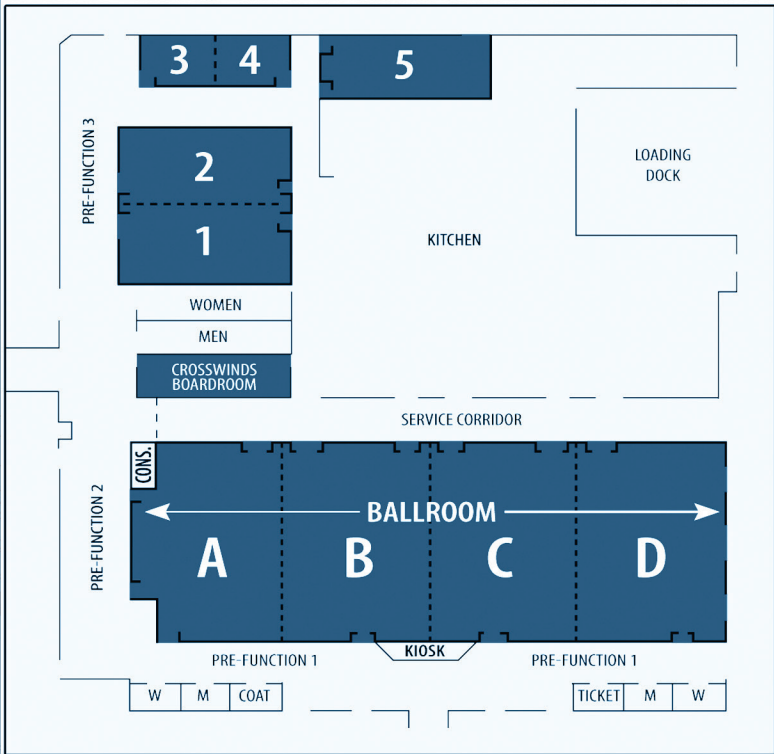 3
4
5
2
1
PRE-FUNCTION 3
LOADING
DOCK
KITCHEN
WOMEN
MEN
CROSSWINDS
BOARDROOM
SERVICE CORRIDOR
CONS.
PRE-FUNCTION 2
BALLROOM
A
B
C
D
KIOSK
PRE-FUNCTION 1
PRE-FUNCTION 1
W
M
COAT
TICKET
M
W